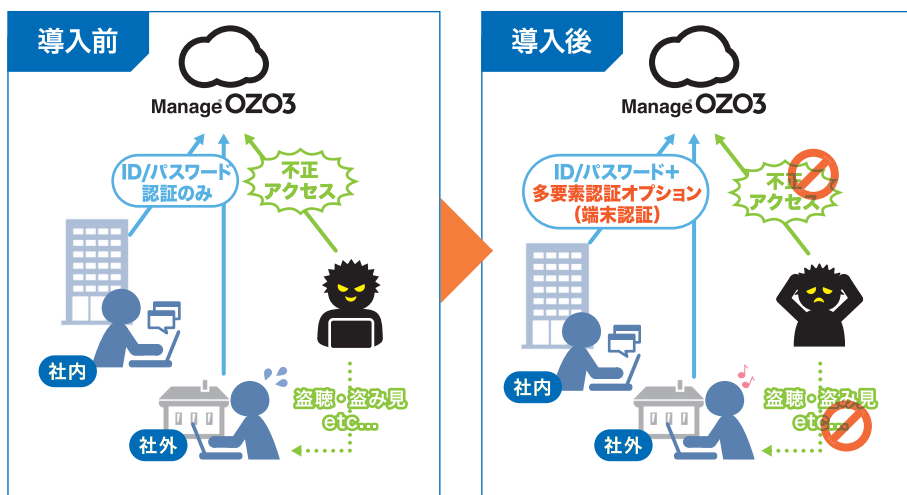 導入前
Manage OZO3
ID/パスワード
認証のみ
不正
アクセス
社内
盗聴・盗み見
etc...
社外
導入後
Manage OZO3
ID/パスワード+
多要素認証オプション
(端末認証)
不正
アクセス
社内
盗聴・盗み見
etc...
社外